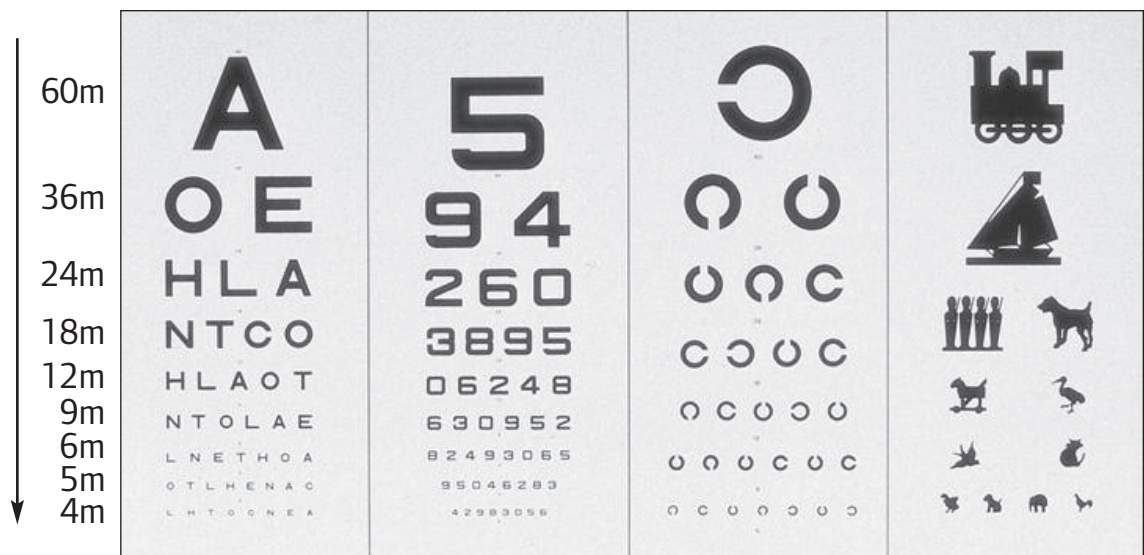 60m
36m
24m
18m
12m
9m
6m
5m
4m
A
O E
H L A
N T C O
H L A O T
N T O L A E
L N E T H O A
O T L H E N A C
5
9 4
2 6 0
3 8 9 5
0 6 2 4 8
6 3 0 9 5 2
8 2 4 9 3 0 6 5
9 5 0 4 6 2 8 3
4 2 9 8 3 0 5 6